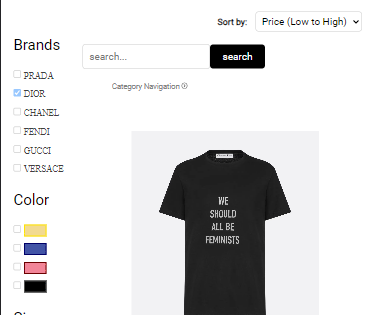 Sort by: Price (Low to High)
Brands
search... search
Category Navigation
PRADA
DIOR
CHANEL
FENDI
GUCCI
VERSACE
Color
WE
SHOULD
ALL BE
FEMINISTS